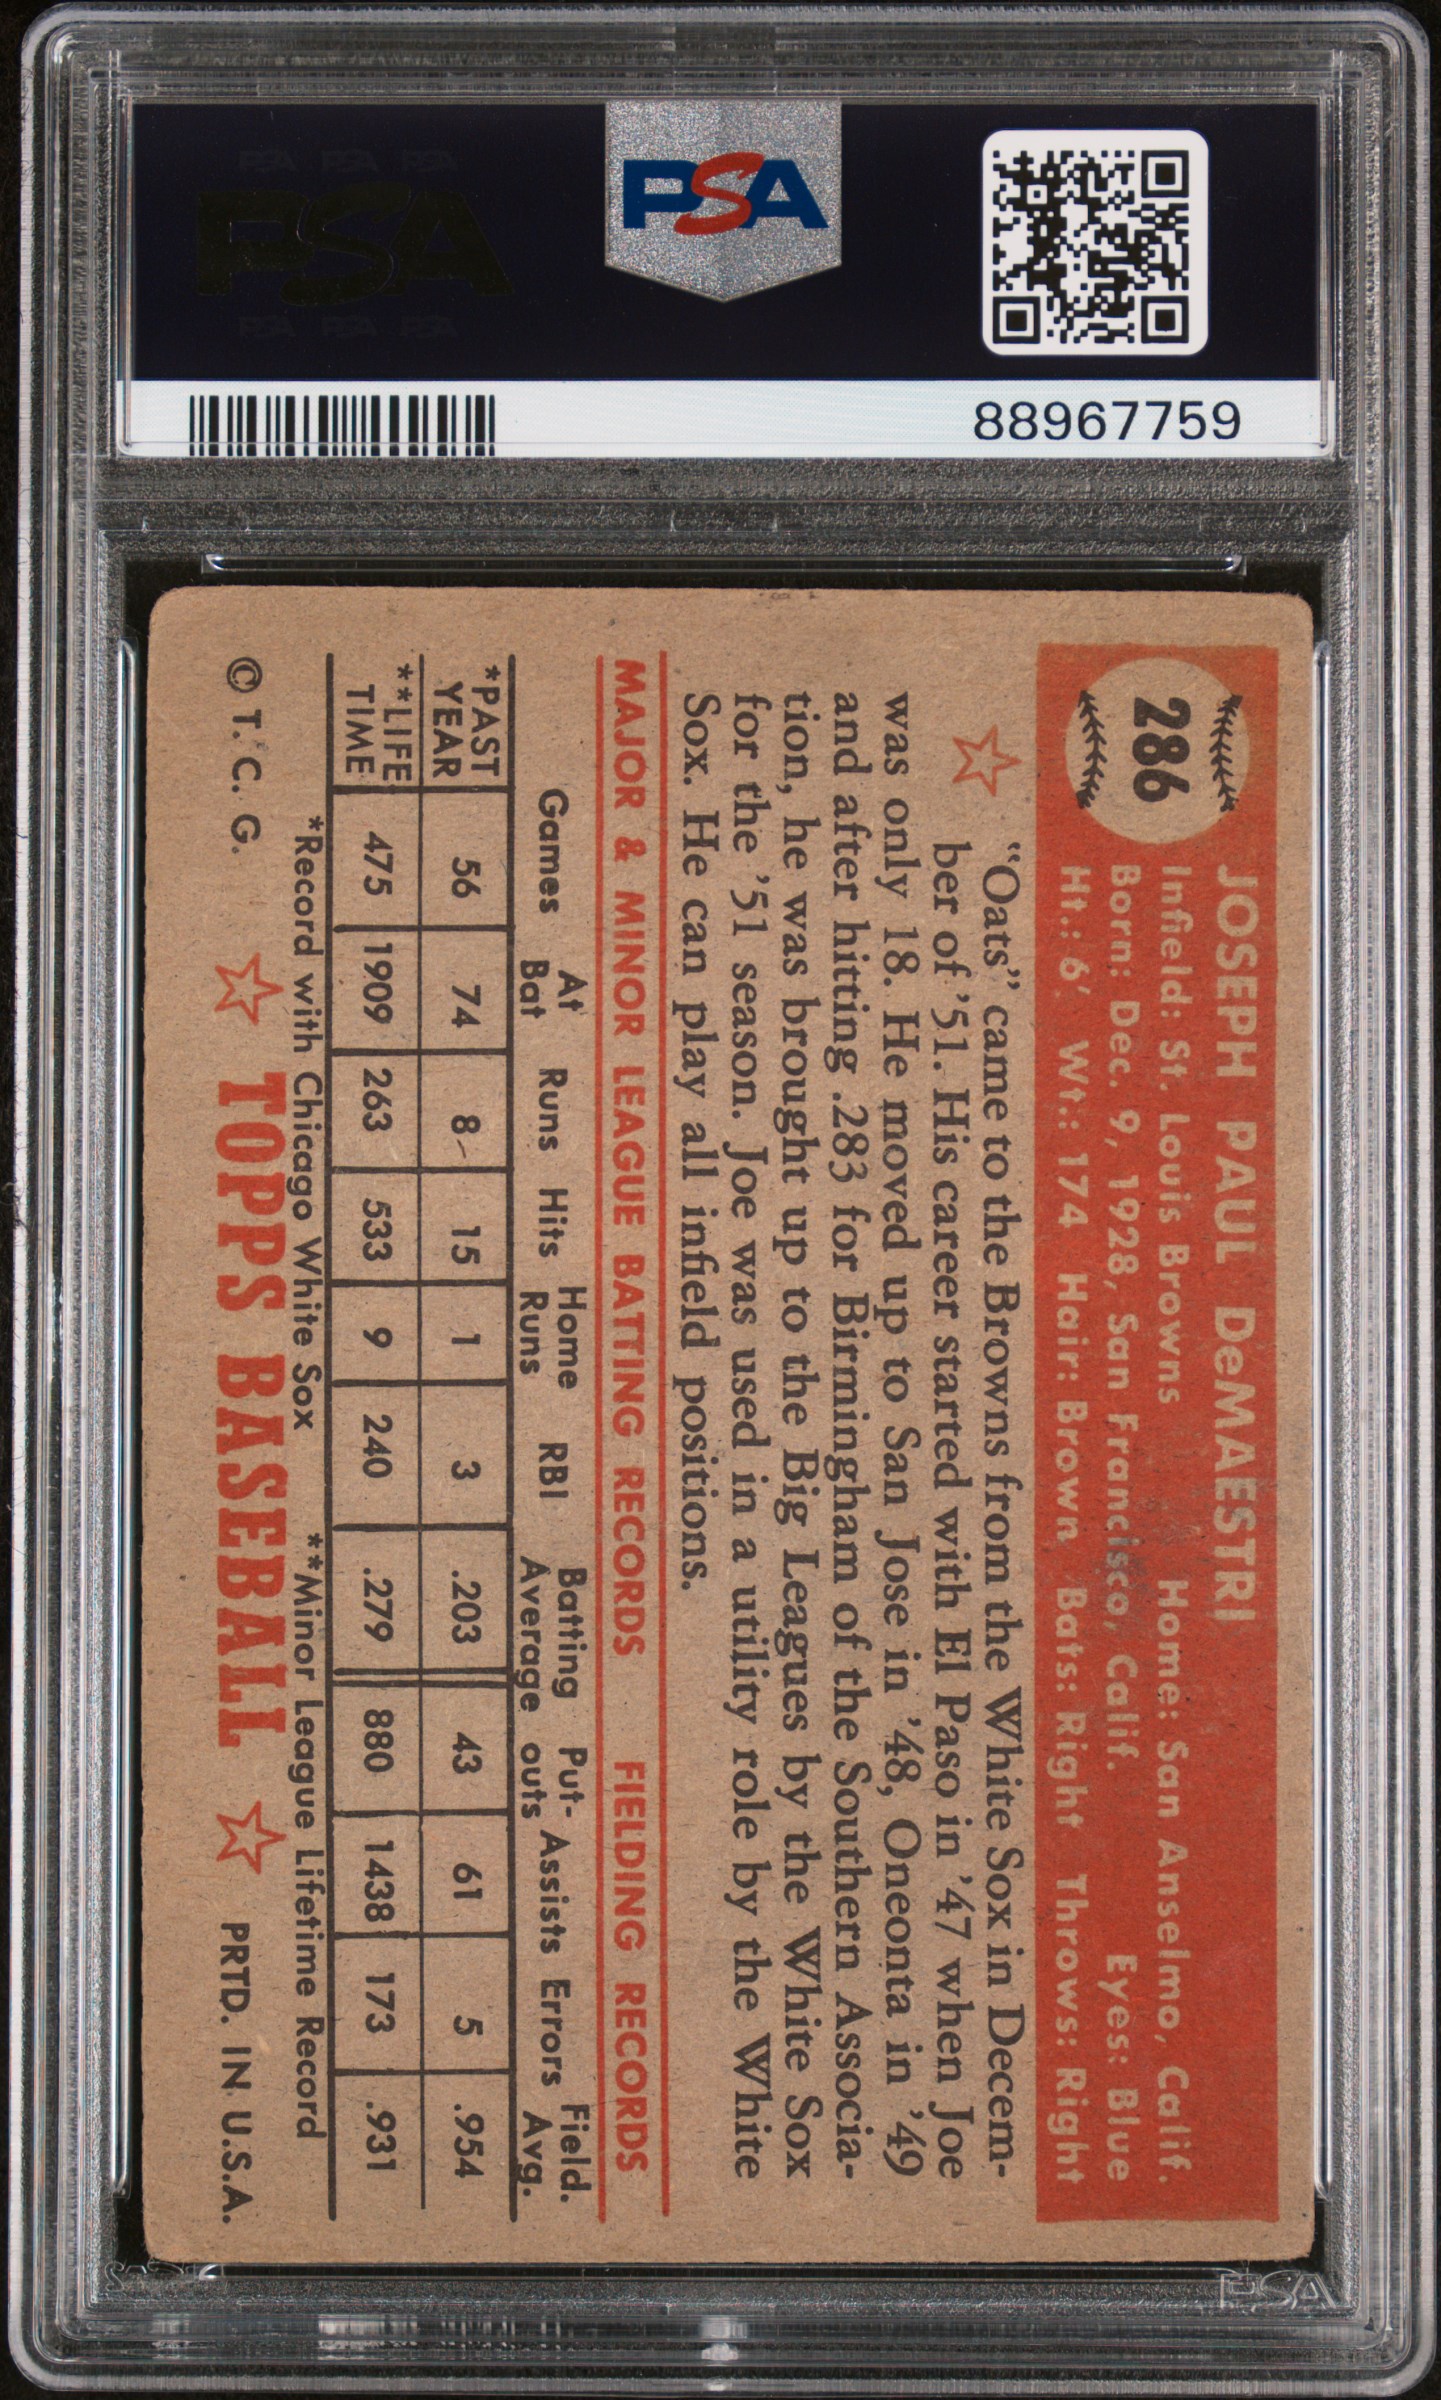 PSA PSA PSA
PSA
PSA PSA PSA
PSA
88967759
286
JOSEPH PAUL DeMAESTRI
Infield: St. Louis Browns Home: San Anselmo, Calif.
Born: Dec. 9, 1928, San Francisco, Calif. Eyes: Blue
Ht.: 6' Wt.: 174 Hair: Brown Bats: Right Throws: Right
"Oats" came to the Browns from the White Sox in Decem-
ber of '51. His career started with El Paso in '47 when Joe
was only 18. He moved up to San Jose in '48, Oneonta in '49
and after hitting .283 for Birmingham of the Southern Associa-
tion, he was brought up to the Big Leagues by the White Sox
for the '51 season. Joe was used in a utility role by the White
Sox. He can play all infield positions.
MAJOR & MINOR LEAGUE BATTING RECORDS FIELDING RECORDS
Games At Bat Runs Hits Home Runs RBI Batting Average Put-outs Assists Errors Field. Avg.
*PAST YEAR 56 74 8 15 1 3 .203 43 61 5 .954
**LIFE TIME 475 1909 263 533 9 240 .279 880 1438 173 .931
*Record with Chicago White Sox **Minor League Lifetime Record
© T. C. G. TOPPS BASEBALL PRTD. IN U.S.A.
PSA